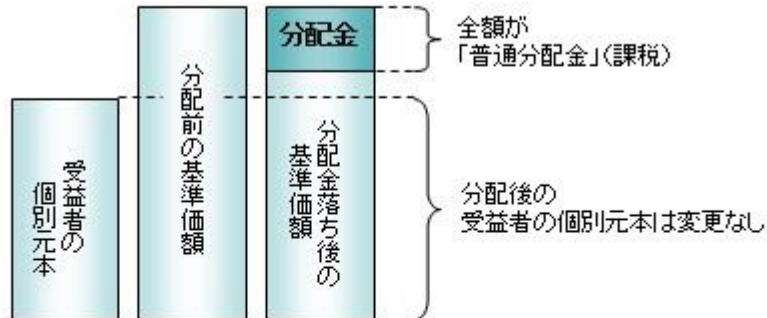 受益者の
個別元本
分配前の基準価額
分配金
分配金落ち後の
基準価額
全額が
「普通分配金」(課税)
分配後の
受益者の個別元本は変更なし